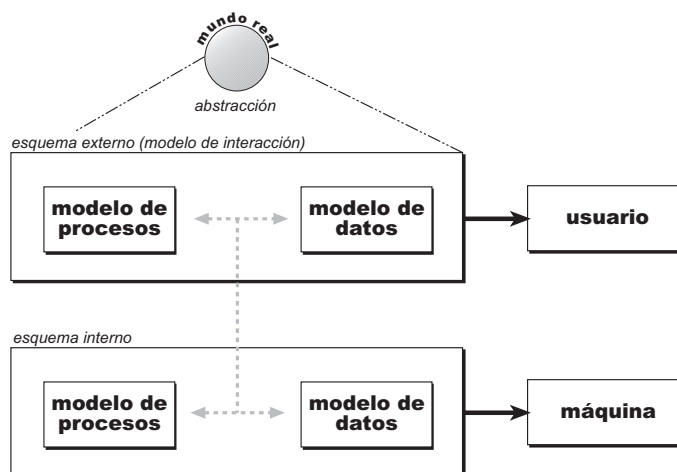 mundo real
abstracción
esquema externo (modelo de interacción)
modelo de
procesos
modelo de
datos
usuario
esquema interno
modelo de
procesos
modelo de
datos
máquina